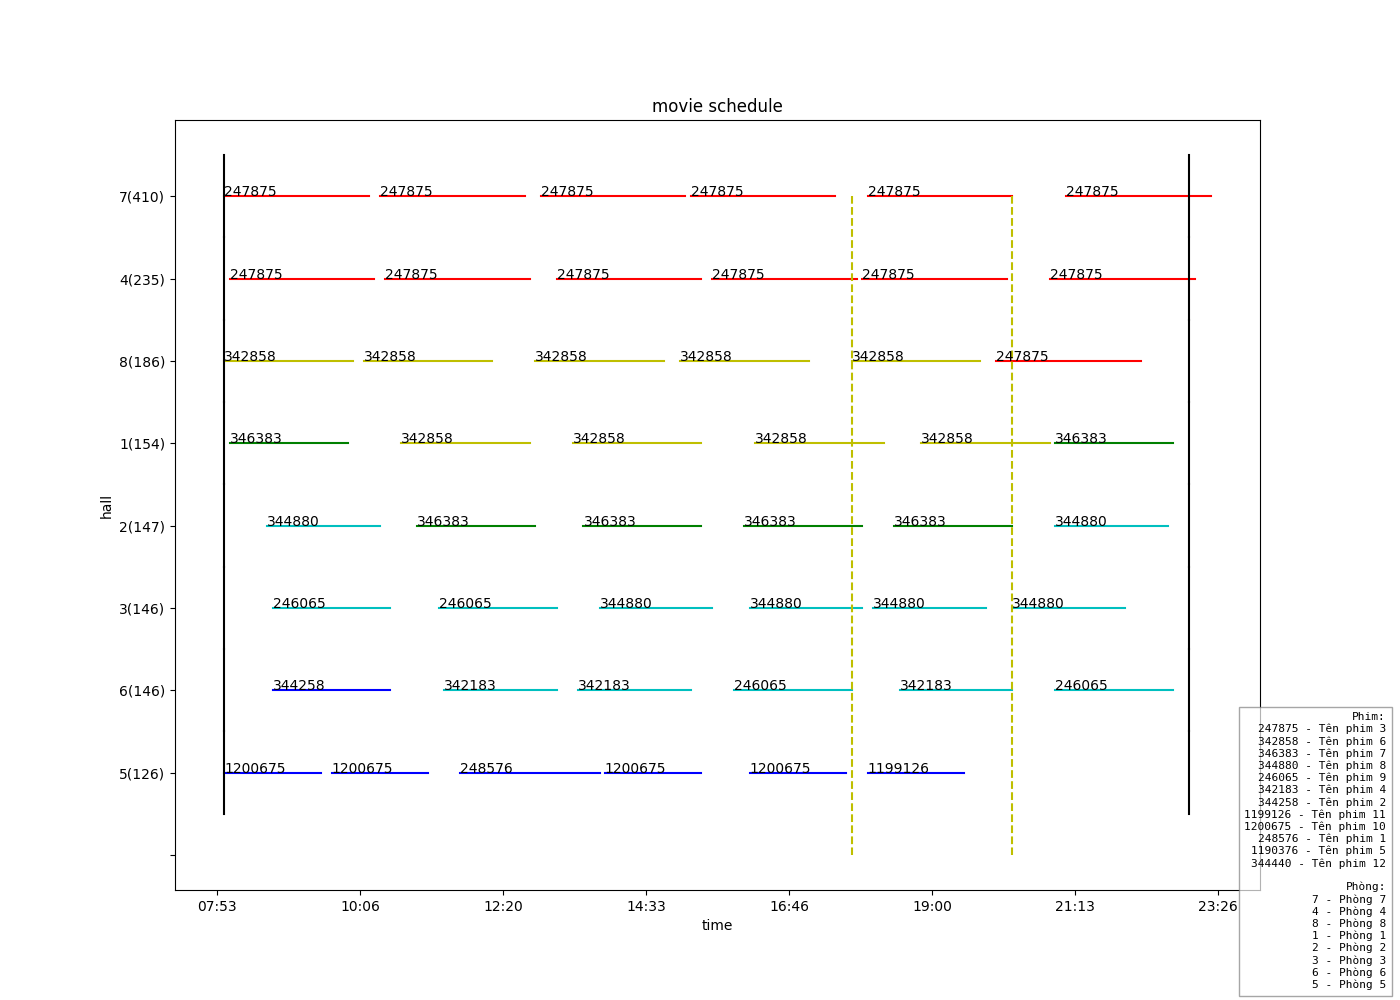 movie schedule
7(410)
247875 247875 247875 247875 247875 247875
4(235)
247875 247875 247875 247875 247875 247875
8(186)
342858 342858 342858 342858 342858 247875
1(154)
346383 342858 342858 342858 342858 346383
2(147)
344880 346383 346383 346383 346383 344880
3(146)
246065 246065 344880 344880 344880 344880
6(146)
344258 342183 342183 246065 342183 246065
5(126)
1200675 1200675 248576 1200675 1200675 1199126
hall
07:53 10:06 12:20 14:33 16:46 19:00 21:13 23:26
time
Phim:
247875 - Tên phim 3
342858 - Tên phim 6
346383 - Tên phim 7
344880 - Tên phim 8
246065 - Tên phim 9
342183 - Tên phim 4
344258 - Tên phim 2
1199126 - Tên phim 11
1200675 - Tên phim 10
248576 - Tên phim 1
1190376 - Tên phim 5
344440 - Tên phim 12
Phòng:
7 - Phòng 7
4 - Phòng 4
8 - Phòng 8
1 - Phòng 1
2 - Phòng 2
3 - Phòng 3
6 - Phòng 6
5 - Phòng 5